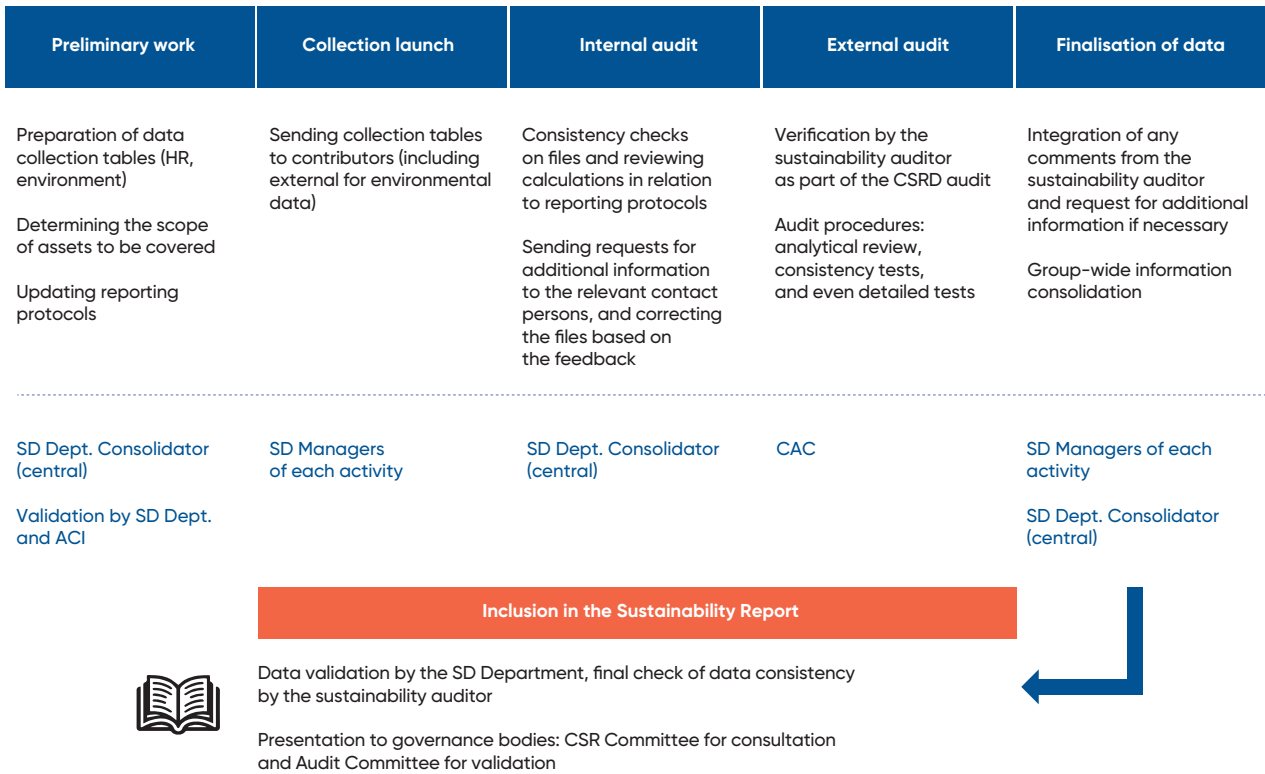 Preliminary work
Collection launch
Internal audit
External audit
Finalisation of data
Preparation of data
collection tables (HR,
environment)
Determining the scope
of assets to be covered
Updating reporting
protocols
Sending collection tables
to contributors (including
external for environmental
data)
Consistency checks
on files and reviewing
calculations in relation
to reporting protocols
Sending requests for
additional information
to the relevant contact
persons, and correcting
the files based on
the feedback
Verification by the
sustainability auditor
as part of the CSRD audit
Audit procedures:
analytical review,
consistency tests,
and even detailed tests
Integration of any
comments from the
sustainability auditor
and request for additional
information if necessary
Group-wide information
consolidation
SD Dept. Consolidator
(central)
Validation by SD Dept.
and ACI
SD Managers
of each activity
SD Dept. Consolidator
(central)
CAC
SD Managers of each
activity
SD Dept. Consolidator
(central)
Inclusion in the Sustainability Report
Data validation by the SD Department, final check of data consistency
by the sustainability auditor
Presentation to governance bodies: CSR Committee for consultation
and Audit Committee for validation